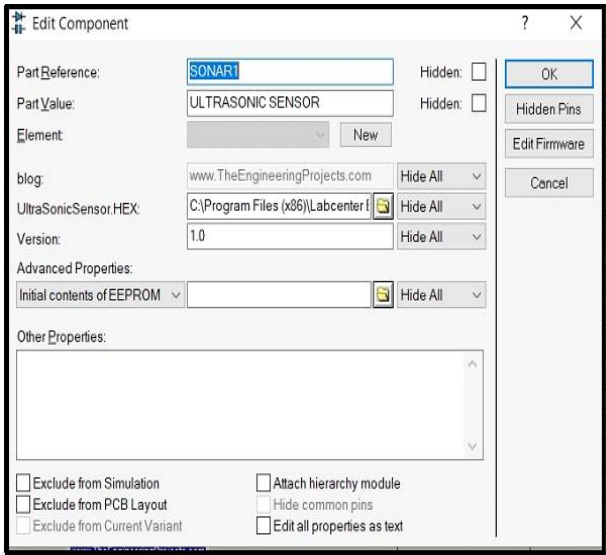 Edit Component ? X
Part Reference: SONAR1 Hidden:
Part Value: ULTRASONIC SENSOR Hidden:
Element New
blog: www.TheEngineeringProjects.com Hide All
UltraSonicSensor.HEX: C:\Program Files (x86)\Labcenter E Hide All
Version: 1.0 Hide All
Advanced Properties:
Initial contents of EEPROM Hide All
Other Properties:
Exclude from Simulation Attach hierarchy module
Exclude from PCB Layout Hide common pins
Exclude from Current Variant Edit all properties as text
OK
Hidden Pins
Edit Firmware
Cancel
www.TheEngineeringProjects.com